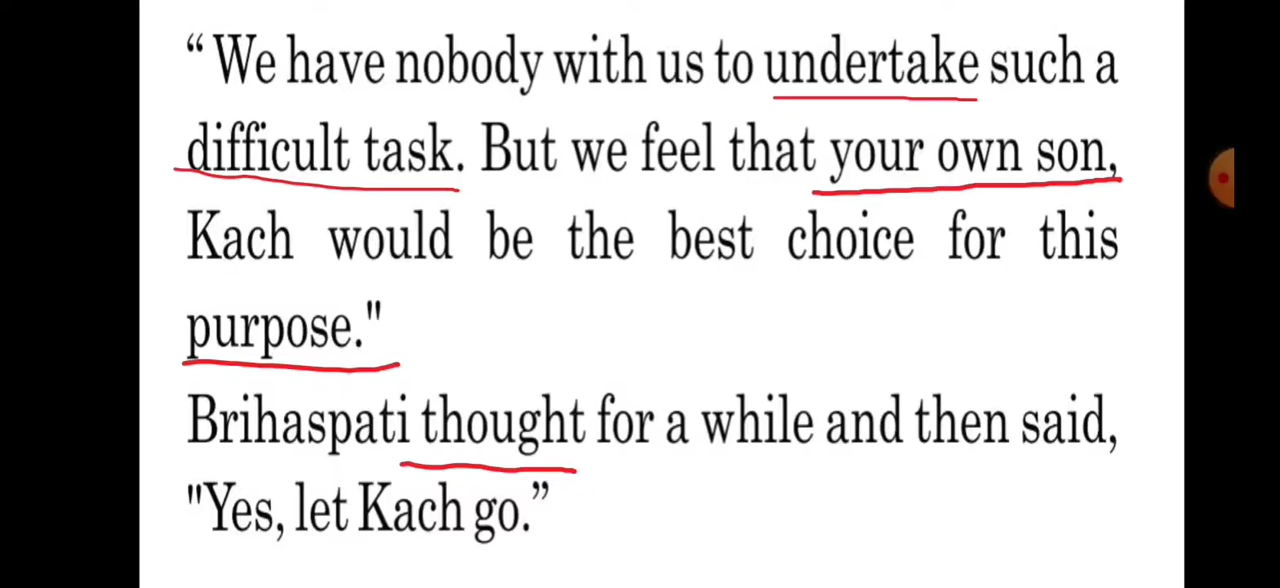 “We have nobody with us to undertake such a
difficult task. But we feel that your own son,
Kach would be the best choice for this
purpose."
Brihaspati thought for a while and then said,
"Yes, let Kach go.”